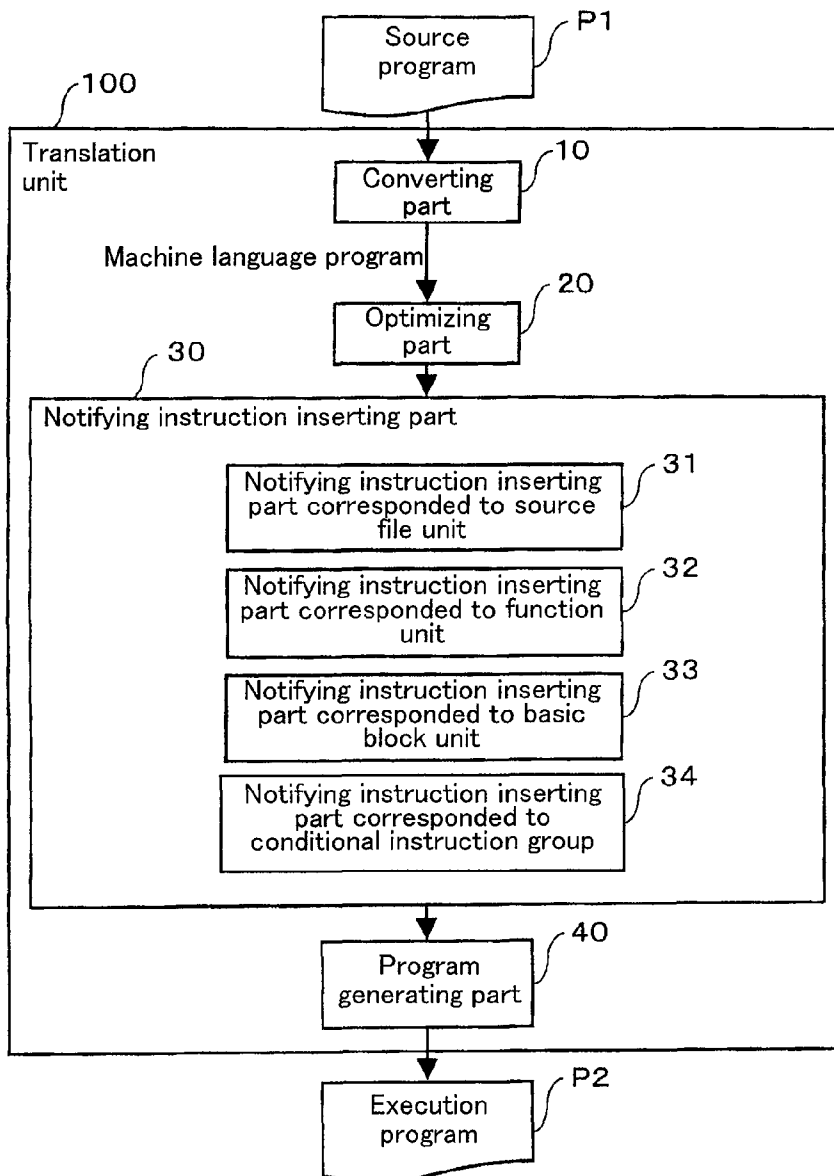 Source
program
P1
100
Translation
unit
Converting
part
10
Machine language program
Optimizing
part
20
30
Notifying instruction inserting part
Notifying instruction inserting
part corresponded to source
file unit
31
Notifying instruction inserting
part corresponded to function
unit
32
Notifying instruction inserting
part corresponded to basic
block unit
33
Notifying instruction inserting
part corresponded to
conditional instruction group
34
Program
generating part
40
Execution
program
P2